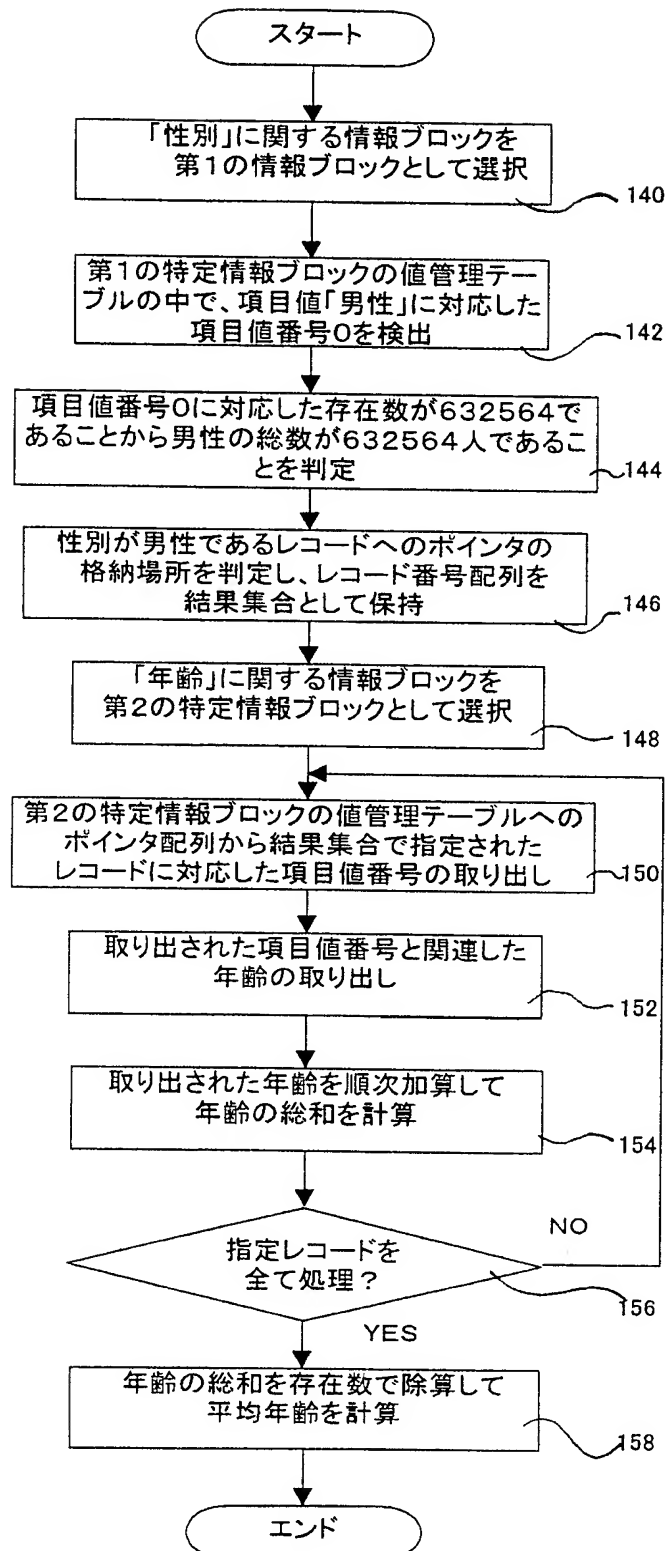 スタート
「性別」に関する情報ブロックを
第1の情報ブロックとして選択
140
第1の特定情報ブロックの値管理テー
ブルの中で、項目値「男性」に対応した
項目値番号0を検出
142
項目値番号0に対応した存在数が632564で
あることから男性の総数が632564人であるこ
とを判定
144
性別が男性であるレコードへのポインタの
格納場所を判定し、レコード番号配列を
結果集合として保持
146
「年齢」に関する情報ブロックを
第2の特定情報ブロックとして選択
148
第2の特定情報ブロックの値管理テーブルへの
ポインタ配列から結果集合で指定された
レコードに対応した項目値番号の取り出し
150
取り出された項目値番号と関連した
年齢の取り出し
152
取り出された年齢を順次加算して
年齢の総和を計算
154
NO
指定レコードを
全て処理?
156
YES
年齢の総和を存在数で除算して
平均年齢を計算
158
エンド